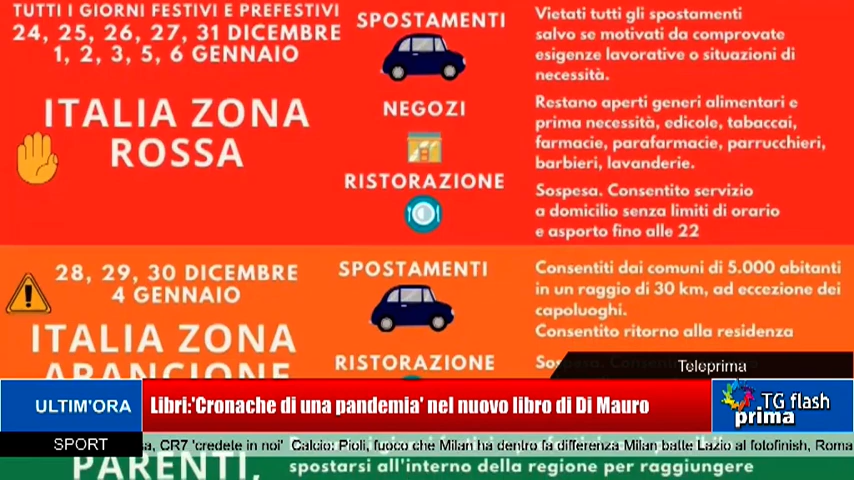 TUTTI I GIORNI FESTIVI E PREFESTIVI
24, 25, 26, 27, 31 DICEMBRE
1, 2, 3, 5, 6 GENNAIO
ITALIA ZONA
ROSSA
SPOSTAMENTI
Vietati tutti gli spostamenti
salvo se motivati da comprovate
esigenze lavorative o situazioni di
necessità.
NEGOZI
Restano aperti generi alimentari e
prima necessità, edicole, tabaccai,
farmacie, parafarmacie, parrucchieri,
barbieri, lavanderie.
RISTORAZIONE
Sospesa. Consentito servizio
a domicilio senza limiti di orario
e asporto fino alle 22
28, 29, 30 DICEMBRE
4 GENNAIO
ITALIA ZONA
ARANCIONE
SPOSTAMENTI
Consentiti dai comuni di 5.000 abitanti
in un raggio di 30 km, ad eccezione dei
capoluoghi.
Consentito ritorno alla residenza
RISTORAZIONE
Teleprima
ULTIM'ORA
Libri:'Cronache di una pandemia' nel nuovo libro di Di Mauro
TG flash
prima
SPORT
sa, CR7 'credete in noi' Calcio: Pioli, fuoco che Milan ha dentro fa differenza Milan batte Lazio al fotofinish, Roma
PARENTI,
spostarsi all'interno della regione per raggiungere